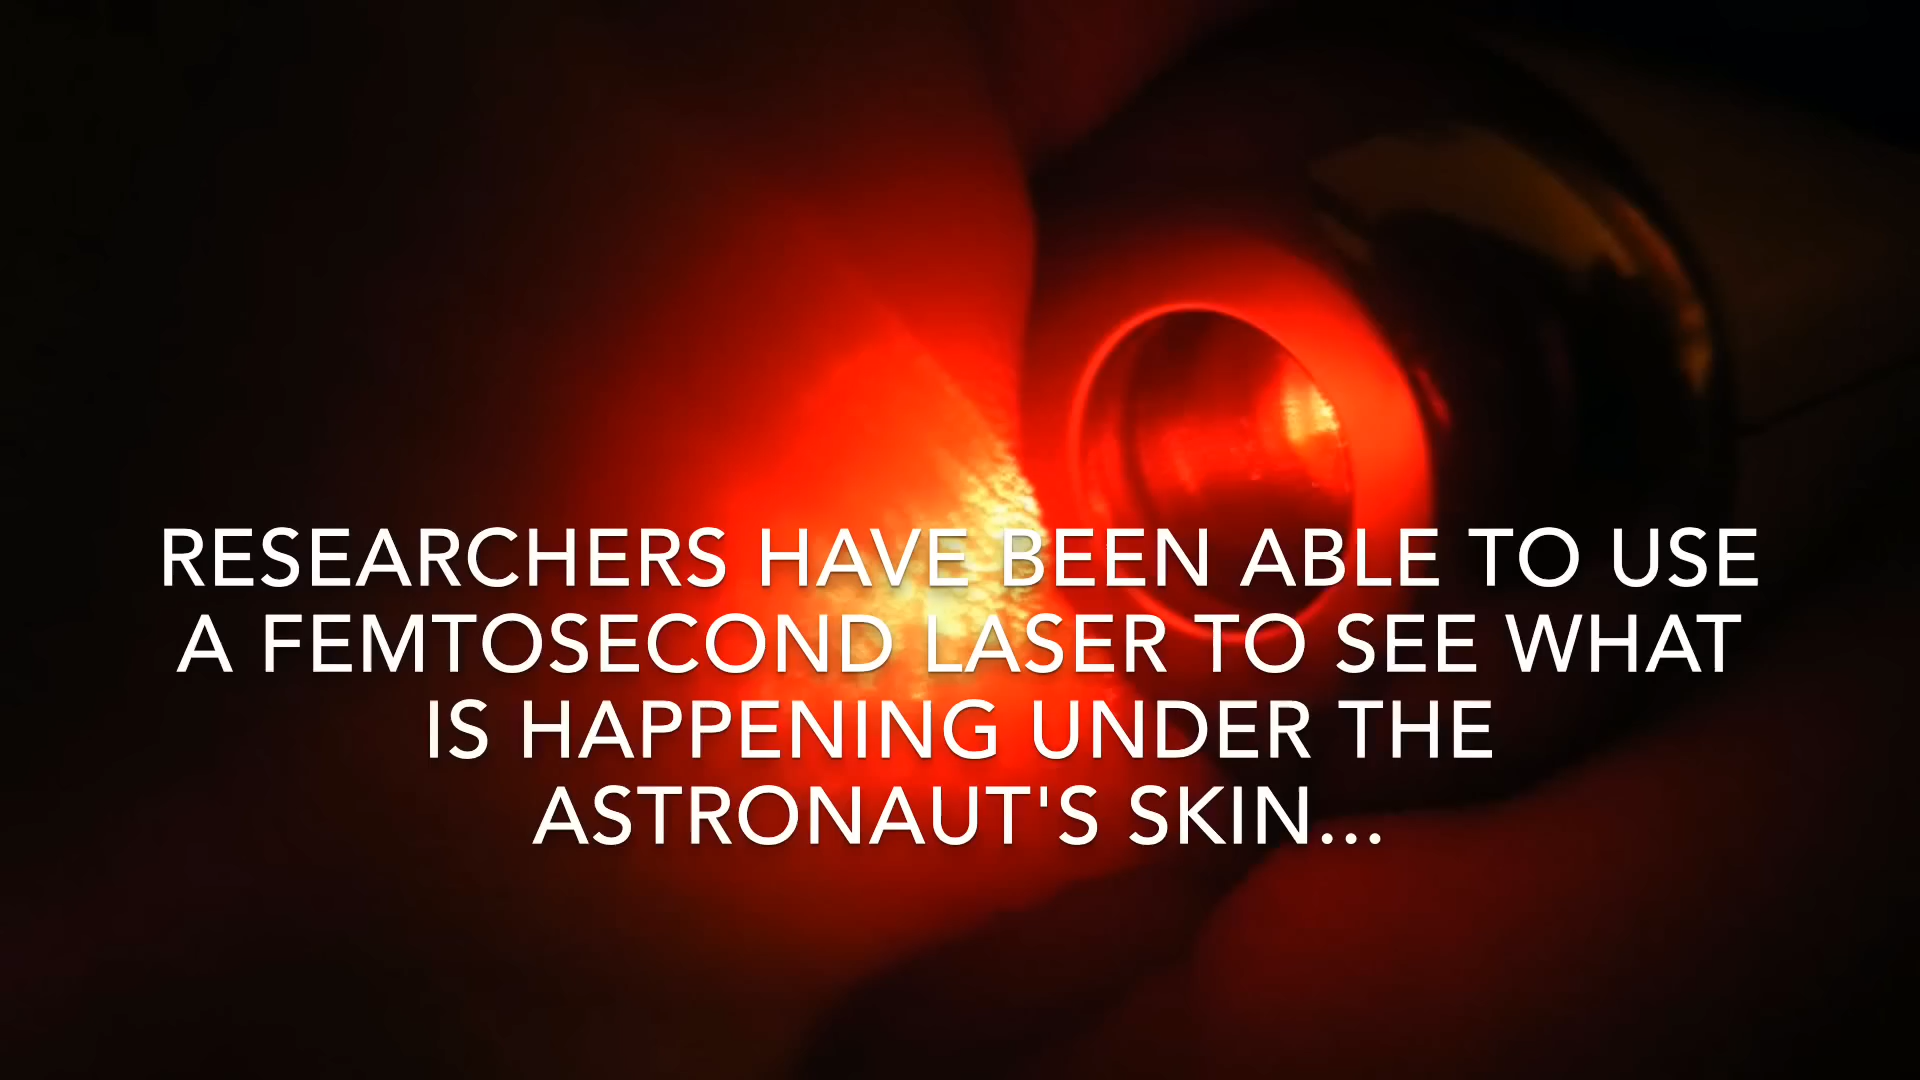 RESEARCHERS HAVE BEEN ABLE TO USE
A FEMTOSECOND LASER TO SEE WHAT
IS HAPPENING UNDER THE
ASTRONAUT'S SKIN...